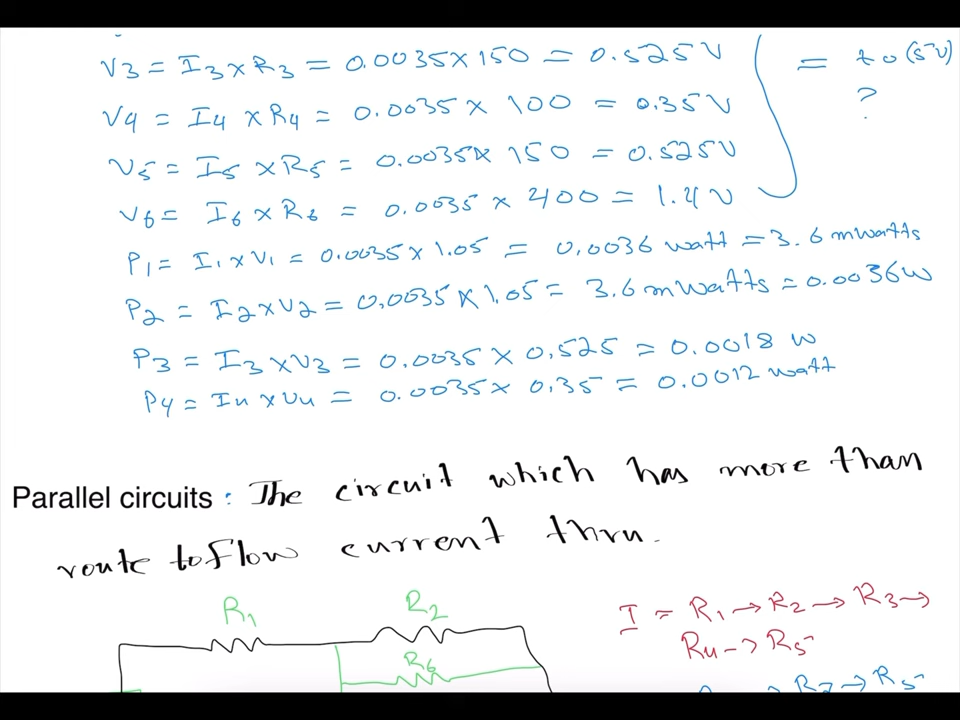 V3 = I3 x R3 = 0.0035 x 150 = 0.525 V
= to (5V)
V4 = I4 x R4 = 0.0035 x 100 = 0.35 V
?
V5 = I5 x R5 = 0.0035 x 150 = 0.525 V
V6 = I6 x R6 = 0.0035 x 400 = 1.4 V
P1 = I1 x V1 = 0.0035 x 1.05 = 0.0036 watt = 3.6 mwatts
P2 = I2 x V2 = 0.0035 x 1.05 = 3.6 mWatts = 0.0036 W
P3 = I3 x V3 = 0.0035 x 0.525 = 0.0018 W
P4 = I4 x V4 = 0.0035 x 0.35 = 0.0012 watt
Parallel circuits : The circuit which has more than
route to flow current thru.
R1
R2
R6
I = R1 → R2 → R3 →
R4 -> R5
→ R7 → R5